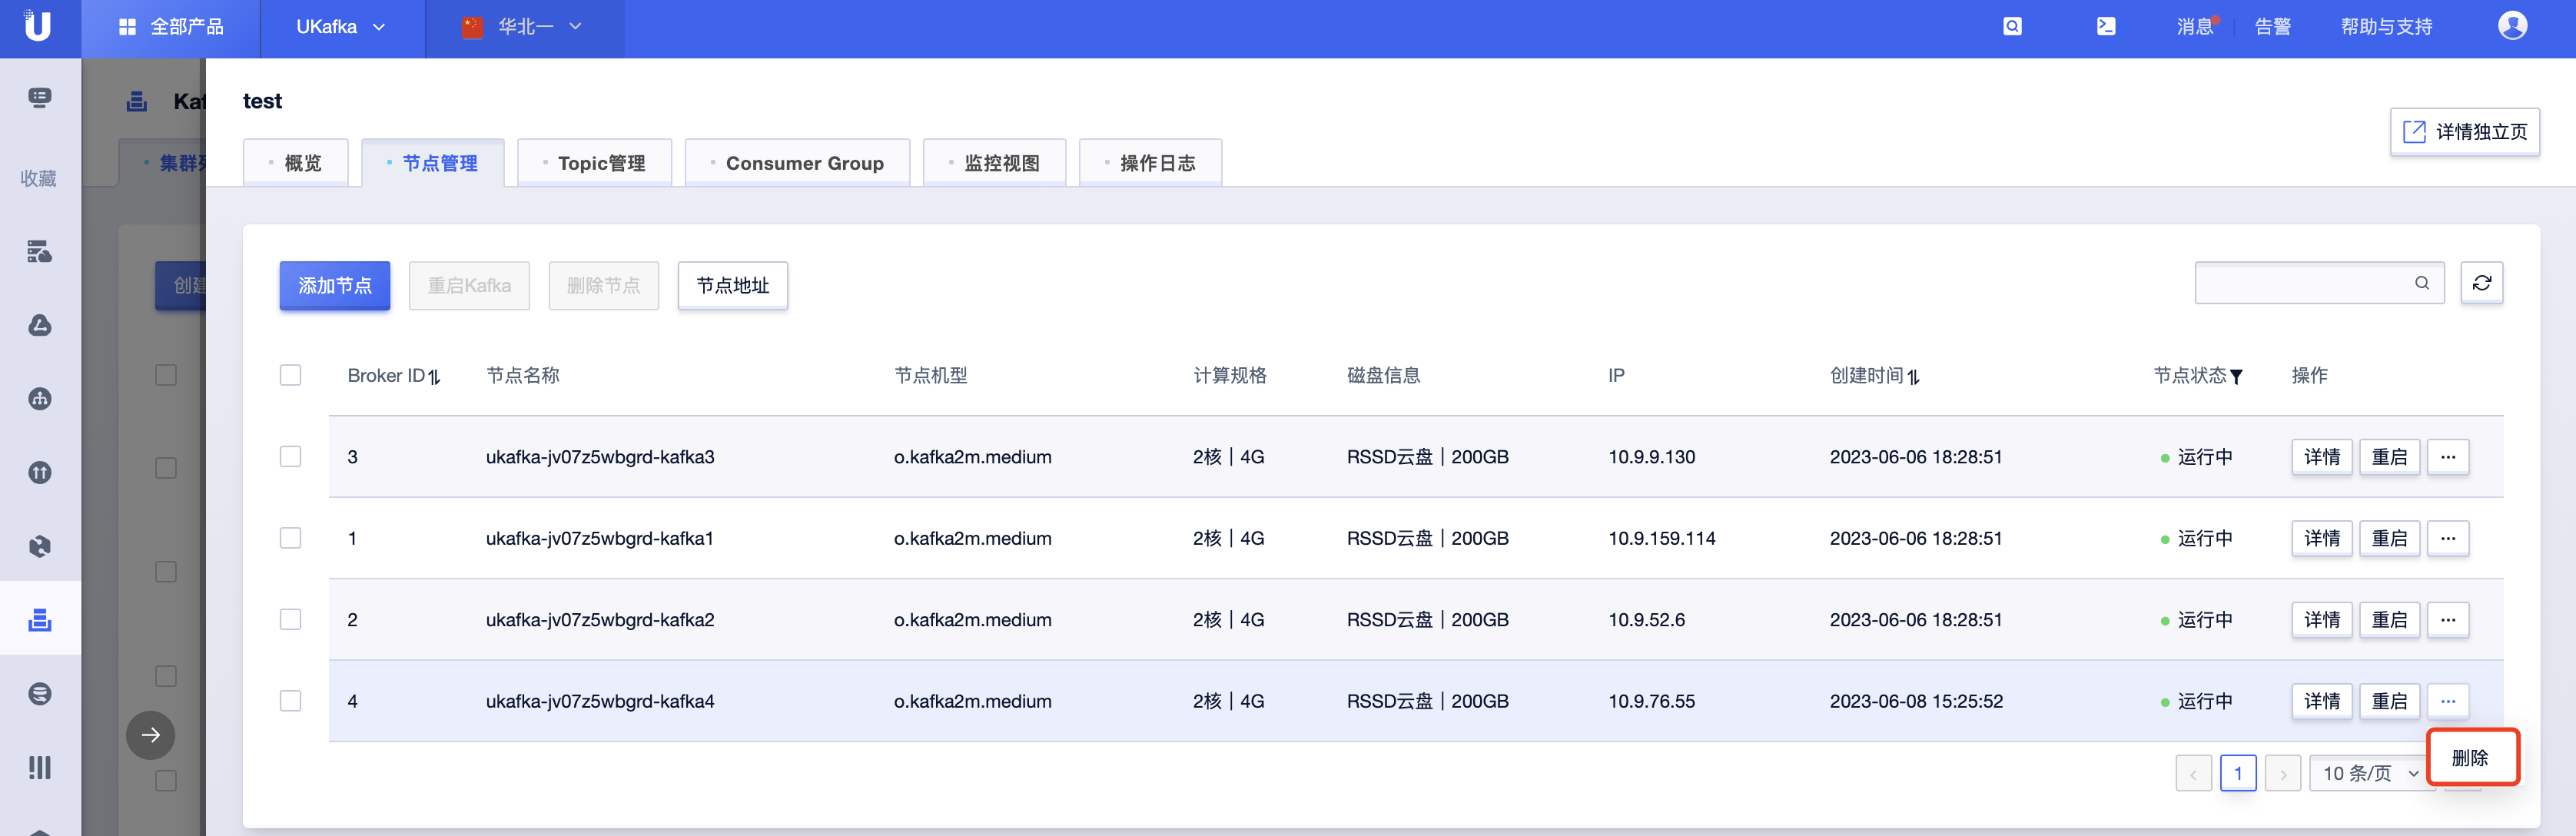 全部产品 UKafka 华北一 消息 告警 帮助与支持
收藏
Kaf
集群
创建
test
详情独立页
概览 节点管理 Topic管理 Consumer Group 监控视图 操作日志
添加节点 重启Kafka 删除节点 节点地址
Broker ID 节点名称 节点机型 计算规格 磁盘信息 IP 创建时间 节点状态 操作
3 ukafka-jv07z5wbgrd-kafka3 o.kafka2m.medium 2核 | 4G RSSD云盘 | 200GB 10.9.9.130 2023-06-06 18:28:51 运行中 详情 重启 ...
1 ukafka-jv07z5wbgrd-kafka1 o.kafka2m.medium 2核 | 4G RSSD云盘 | 200GB 10.9.159.114 2023-06-06 18:28:51 运行中 详情 重启 ...
2 ukafka-jv07z5wbgrd-kafka2 o.kafka2m.medium 2核 | 4G RSSD云盘 | 200GB 10.9.52.6 2023-06-06 18:28:51 运行中 详情 重启 ...
4 ukafka-jv07z5wbgrd-kafka4 o.kafka2m.medium 2核 | 4G RSSD云盘 | 200GB 10.9.76.55 2023-06-08 15:25:52 运行中 详情 重启 ...
删除
1 10 条/页